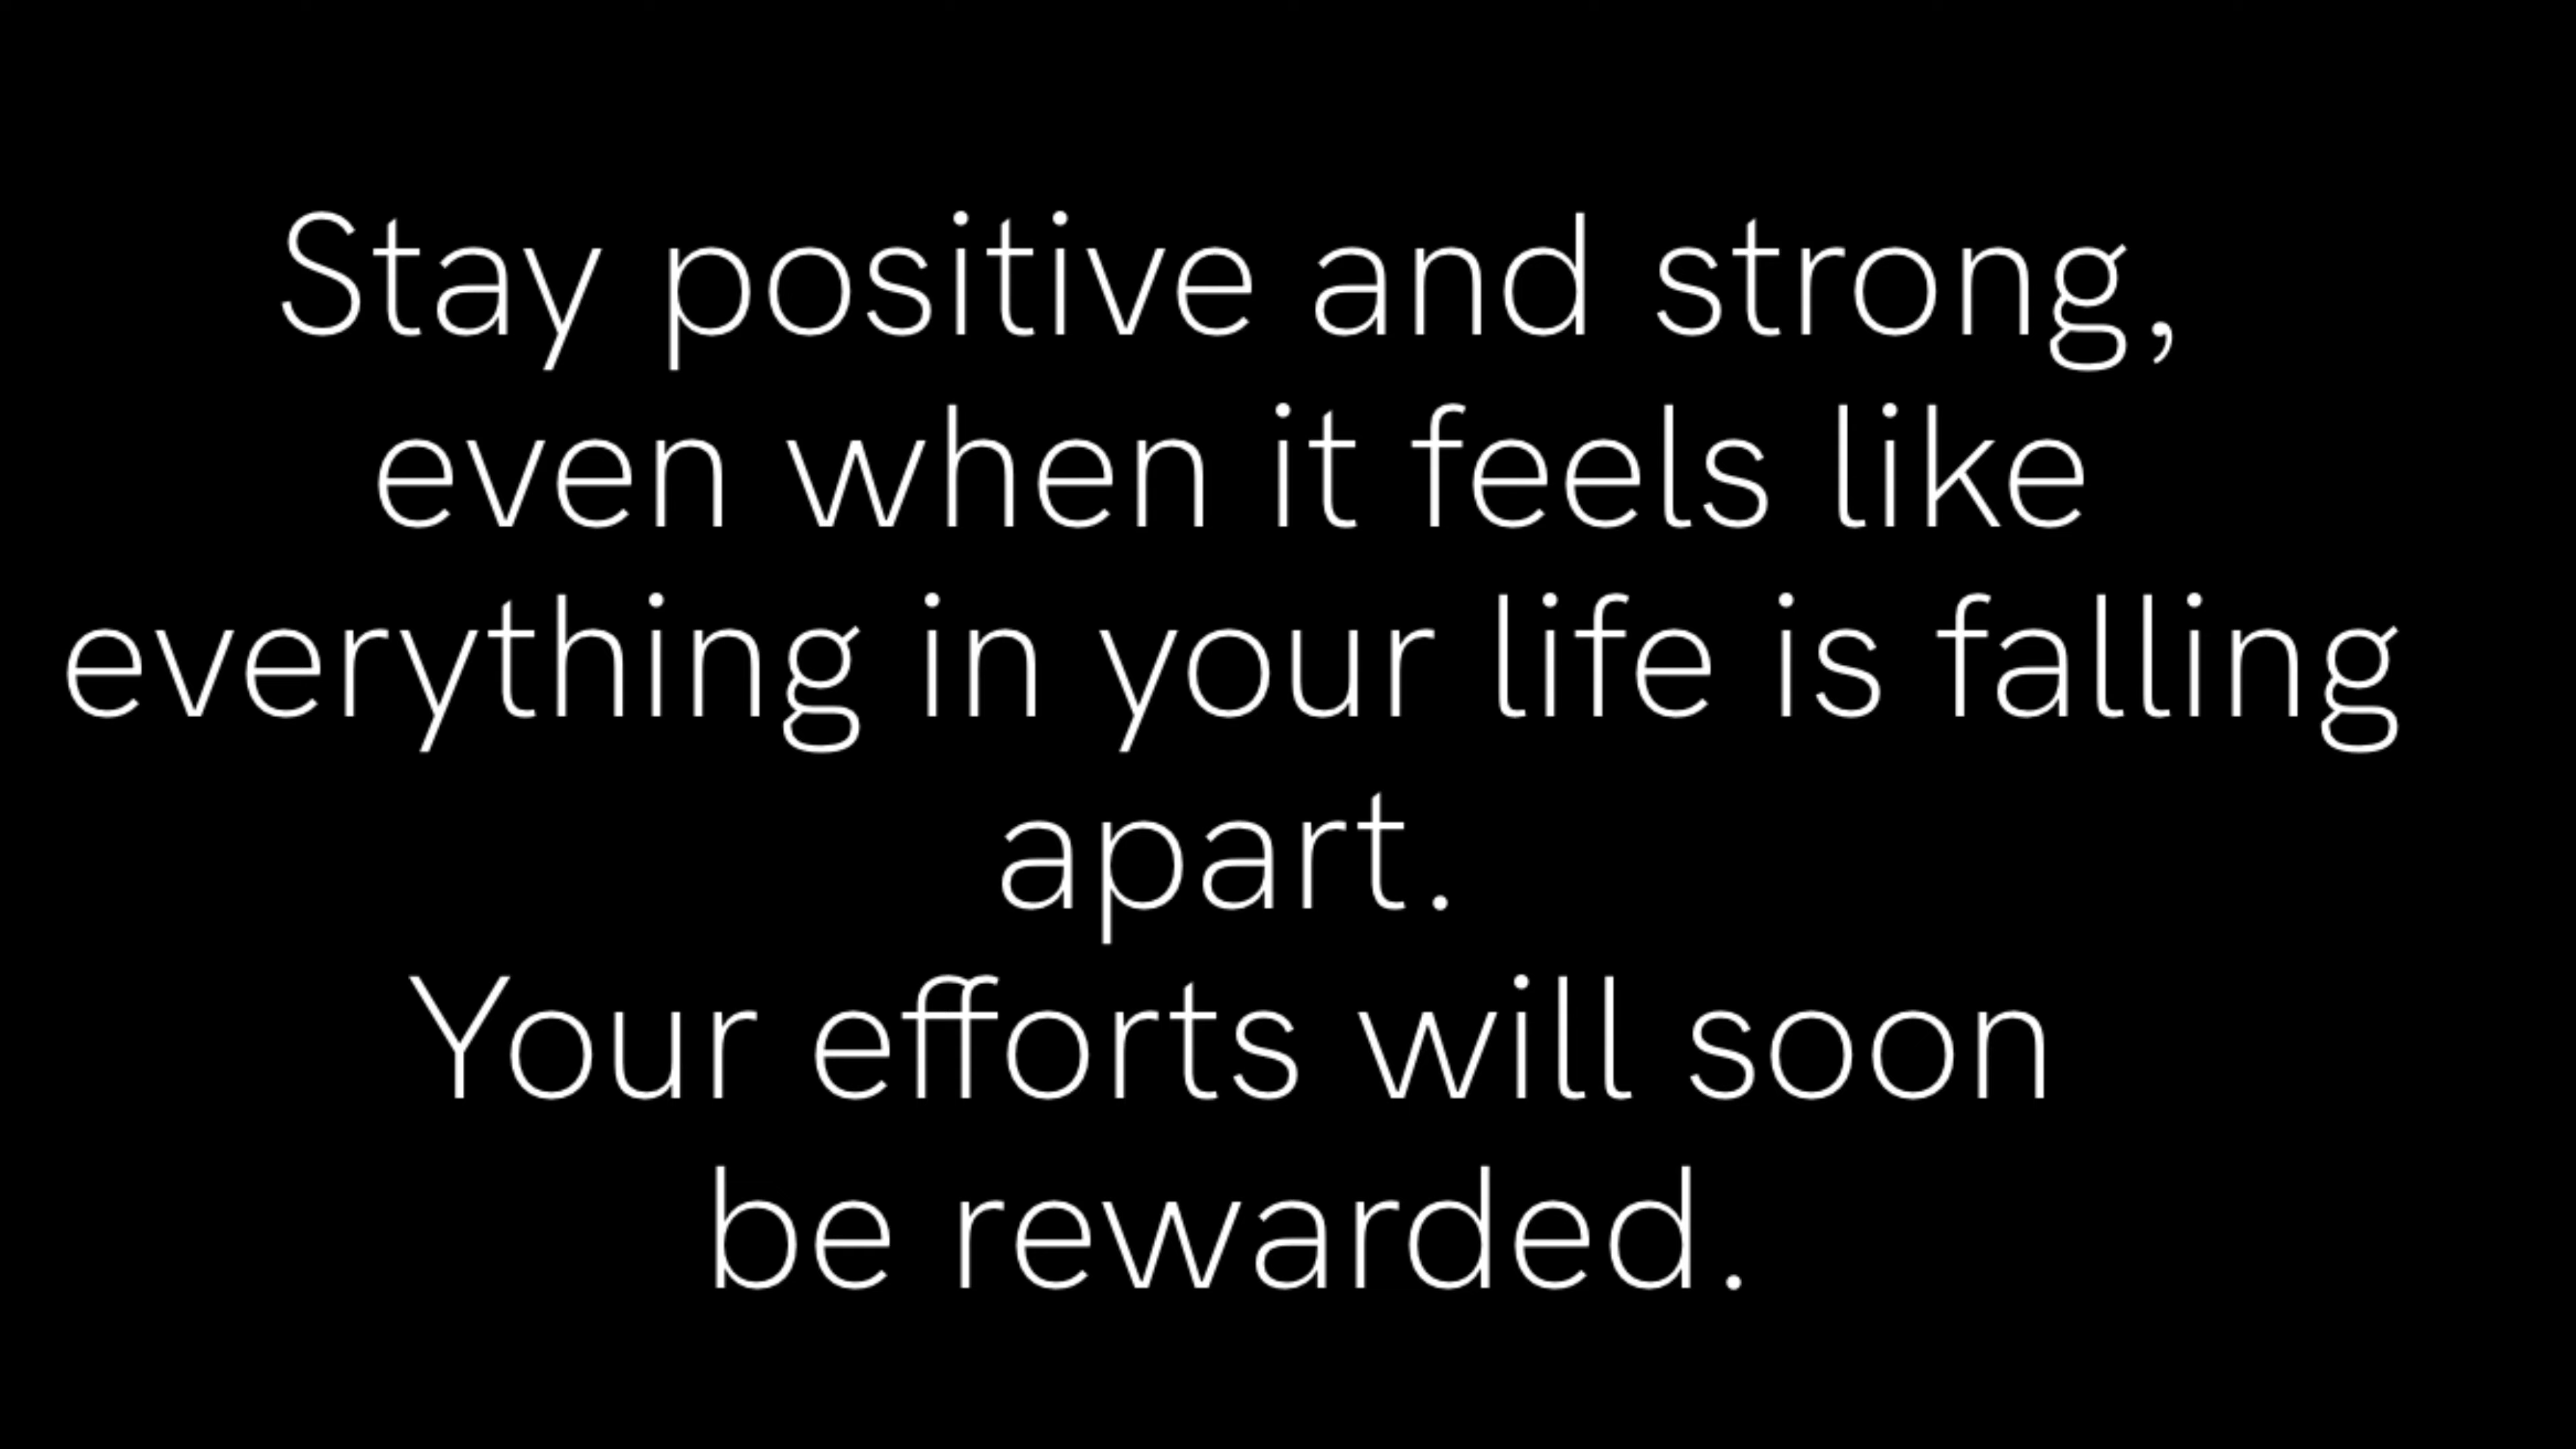 Stay positive and strong,
even when it feels like
everything in your life is falling
apart.
Your efforts will soon
be rewarded.